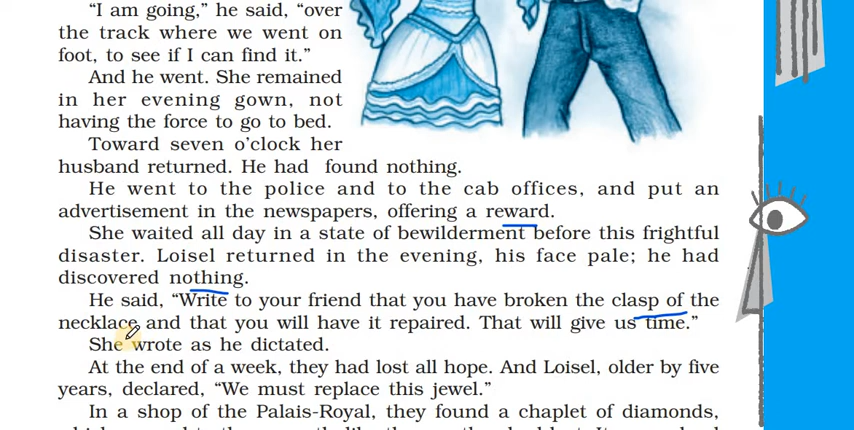 “I am going,” he said, “over
the track where we went on
foot, to see if I can find it.”
And he went. She remained
in her evening gown, not
having the force to go to bed.
Toward seven o’clock her
husband returned. He had found nothing.
He went to the police and to the cab offices, and put an
advertisement in the newspapers, offering a reward.
She waited all day in a state of bewilderment before this frightful
disaster. Loisel returned in the evening, his face pale; he had
discovered nothing.
He said, “Write to your friend that you have broken the clasp of the
necklace and that you will have it repaired. That will give us time.”
She wrote as he dictated.
At the end of a week, they had lost all hope. And Loisel, older by five
years, declared, “We must replace this jewel.”
In a shop of the Palais-Royal, they found a chaplet of diamonds,